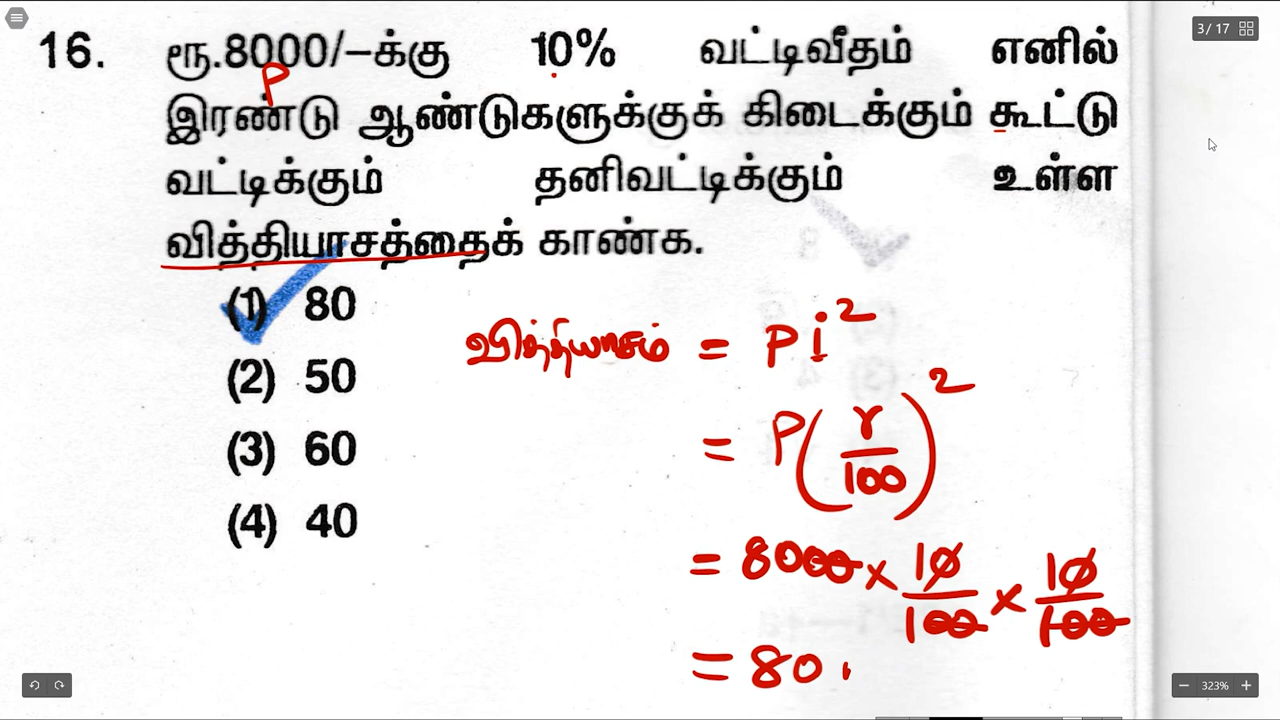 3 / 17
16. ரூ.8000/-க்கு 10% வட்டிவீதம் எனில்
P
இரண்டு ஆண்டுகளுக்குக் கிடைக்கும் கூட்டு
வட்டிக்கும் தனிவட்டிக்கும் உள்ள
வித்தியாசத்தைக் காண்க.
(1) 80
(2) 50
(3) 60
(4) 40
வித்தியாசம் = P i²
= P(r/100)²
= 8000 × 10/100 × 10/100
= 80.
323%